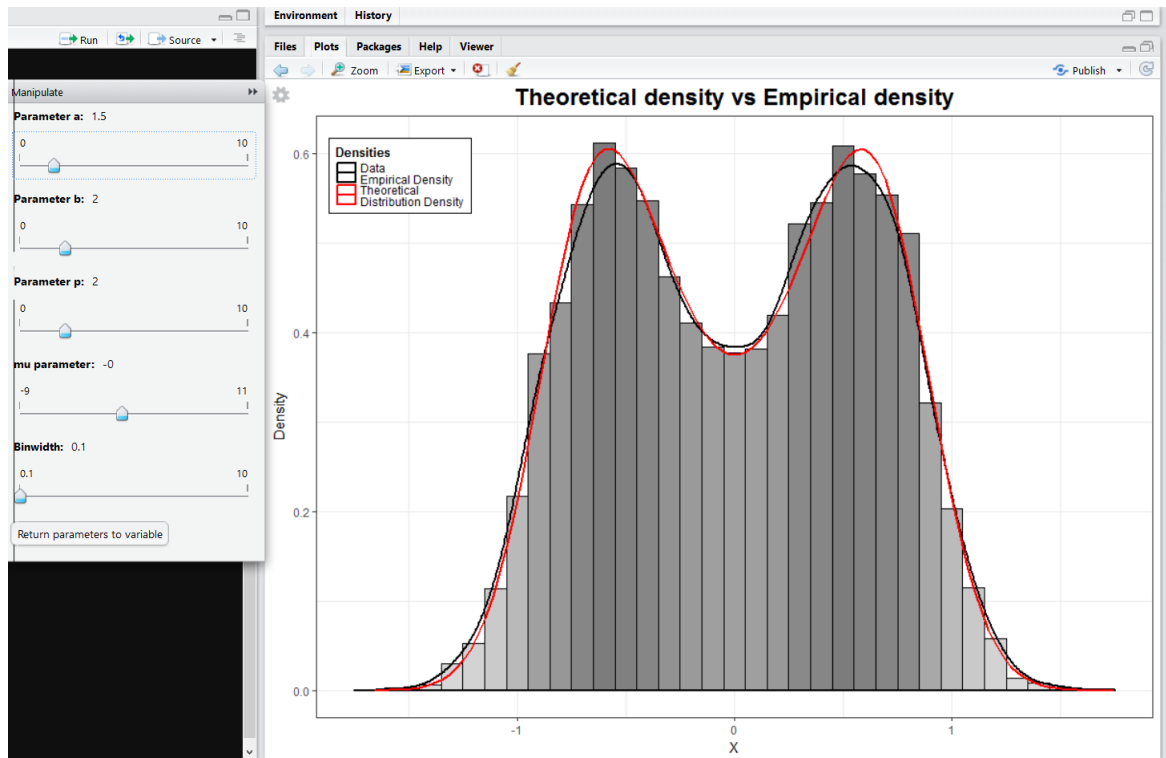 Run
Source
Environment History
Files Plots Packages Help Viewer
Zoom Export Publish
Manipulate
Parameter a: 1.5
0 10
Parameter b: 2
0 10
Parameter p: 2
0 10
mu parameter: -0
-9 11
Binwidth: 0.1
0.1 10
Return parameters to variable
Theoretical density vs Empirical density
Densities
Data
Empirical Density
Theoretical
Distribution Density
Density
0.6
0.4
0.2
0.0
-1 0 1
X